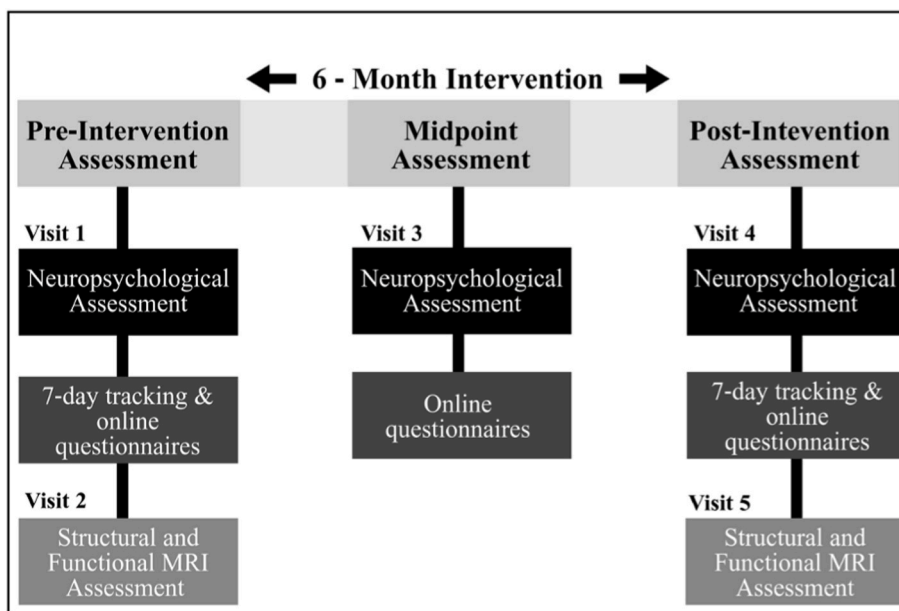 6 - Month Intervention
Pre-Intervention
Assessment
Midpoint
Assessment
Post-Intevention
Assessment
Visit 1
Neuropsychological
Assessment
7-day tracking &
online
questionnaires
Visit 2
Structural and
Functional MRI
Assessment
Visit 3
Neuropsychological
Assessment
Online
questionnaires
Visit 4
Neuropsychological
Assessment
7-day tracking &
online
questionnaires
Visit 5
Structural and
Functional MRI
Assessment